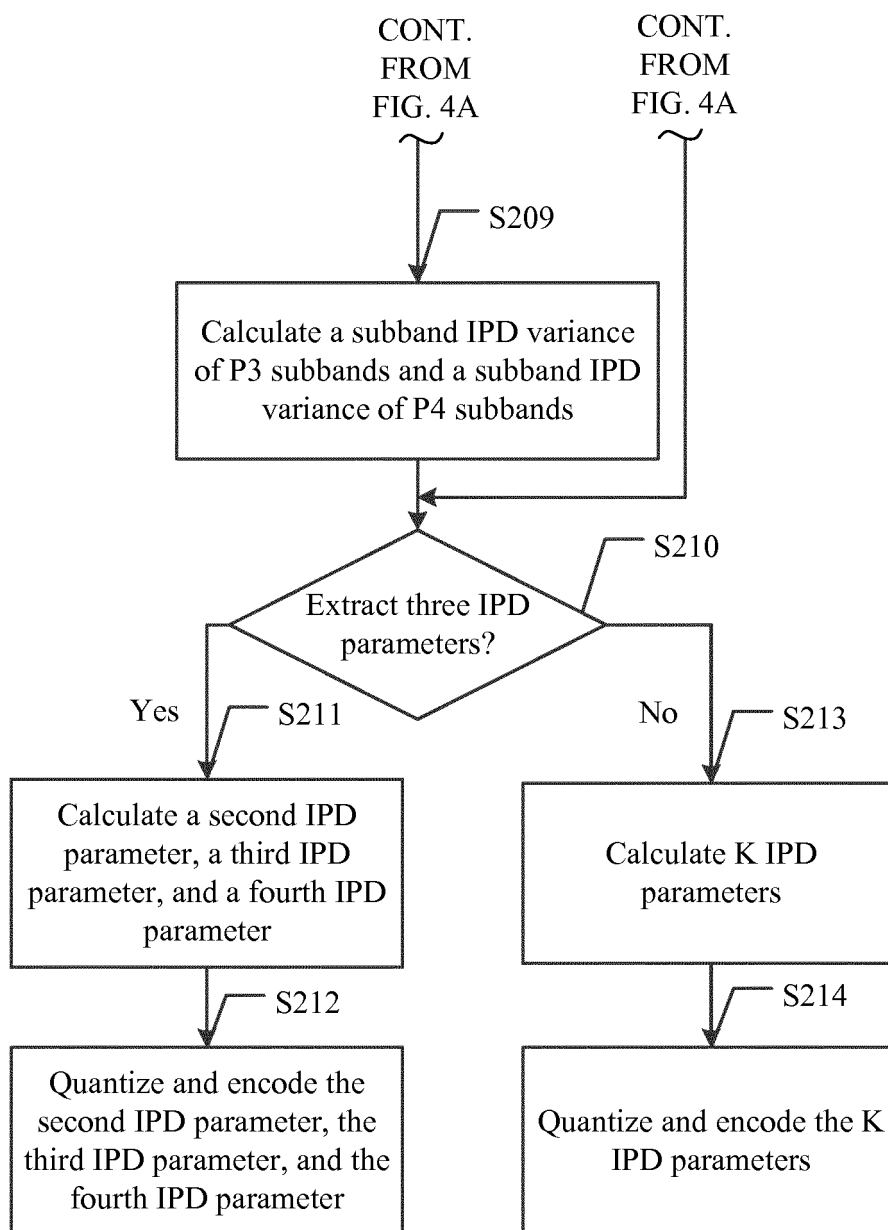 CONT.
FROM
FIG. 4A
CONT.
FROM
FIG. 4A
S209
Calculate a subband IPD variance
of P3 subbands and a subband IPD
variance of P4 subbands
S210
Extract three IPD
parameters?
Yes
S211
No
S213
Calculate a second IPD
parameter, a third IPD
parameter, and a fourth IPD
parameter
Calculate K IPD
parameters
S212
S214
Quantize and encode the
second IPD parameter, the
third IPD parameter, and the
fourth IPD parameter
Quantize and encode the K
IPD parameters